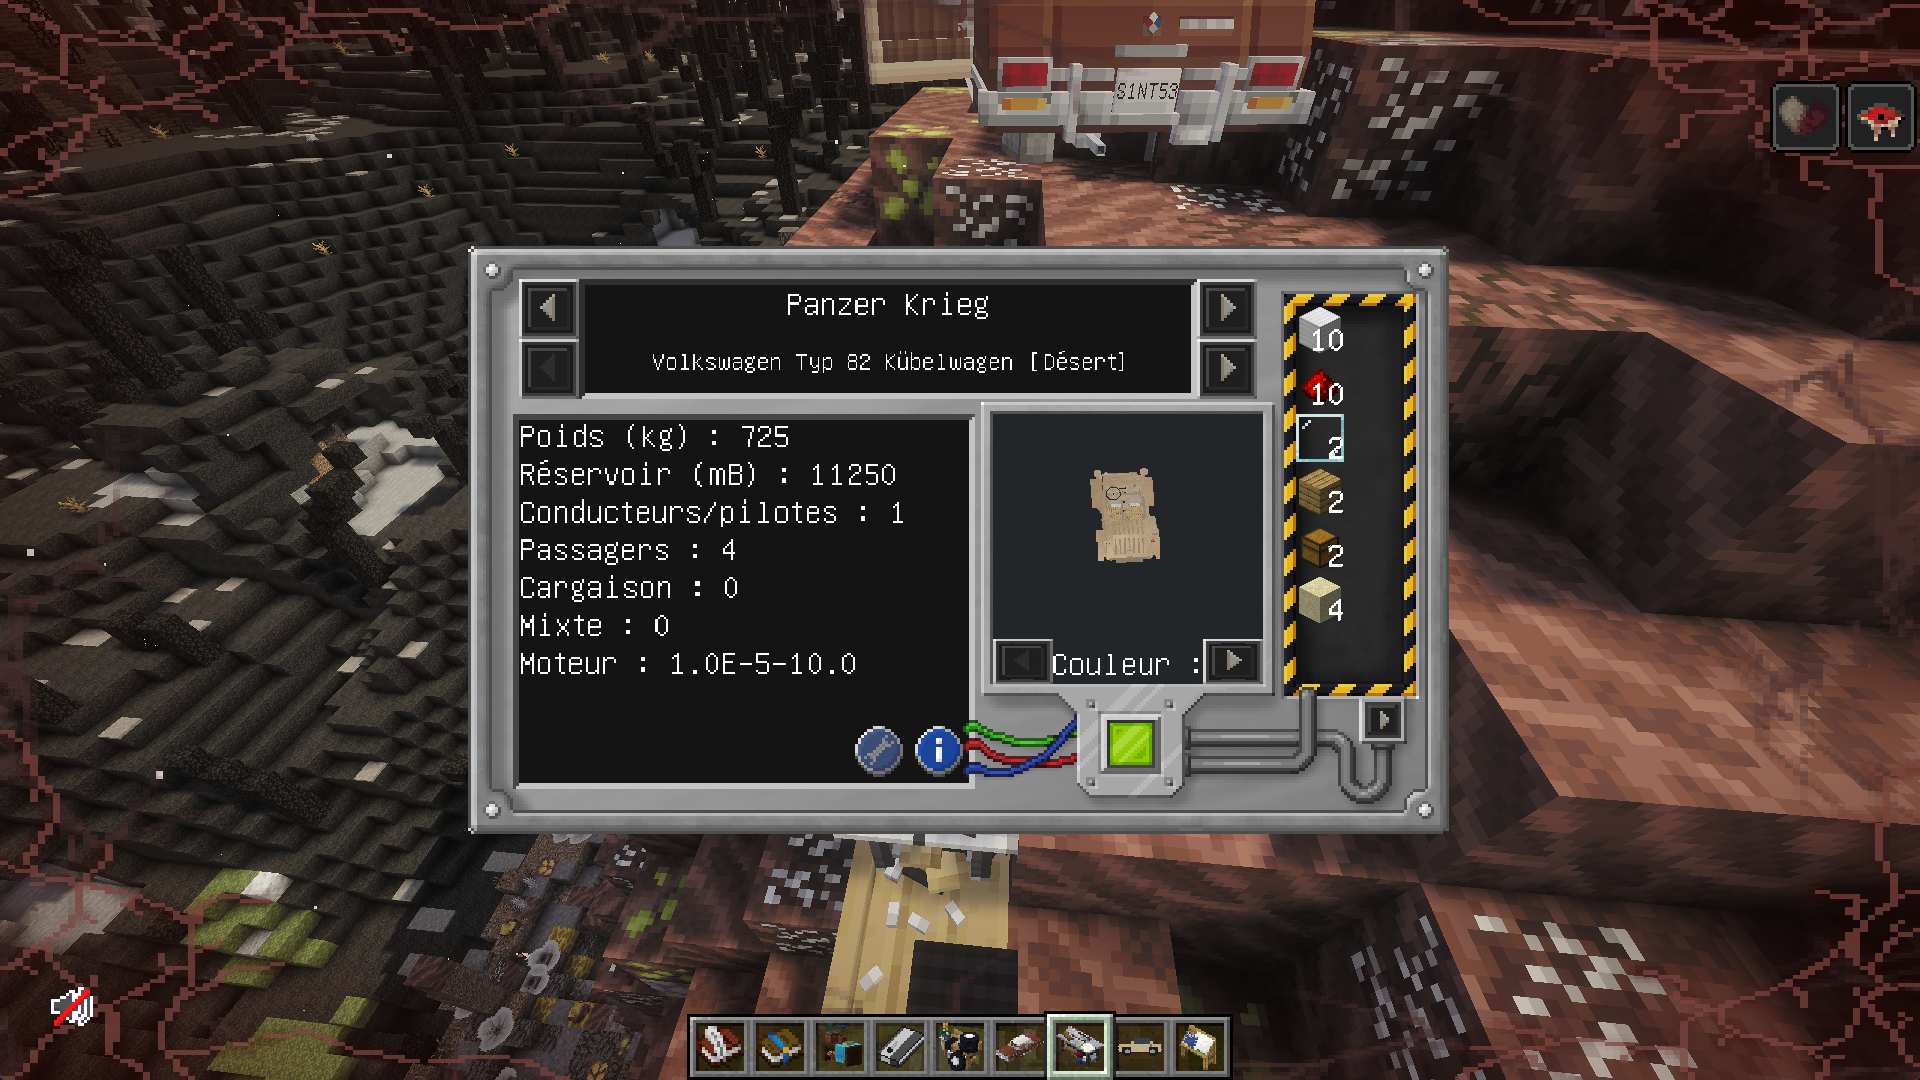 S1NT53
Panzer Krieg
Volkswagen Typ 82 Kübelwagen [Désert]
Poids (kg) : 725
Réservoir (mB) : 11250
Conducteurs/pilotes : 1
Passagers : 4
Cargaison : 0
Mixte : 0
Moteur : 1.0E-5-10.0
Couleur :
10
10
2
2
2
4